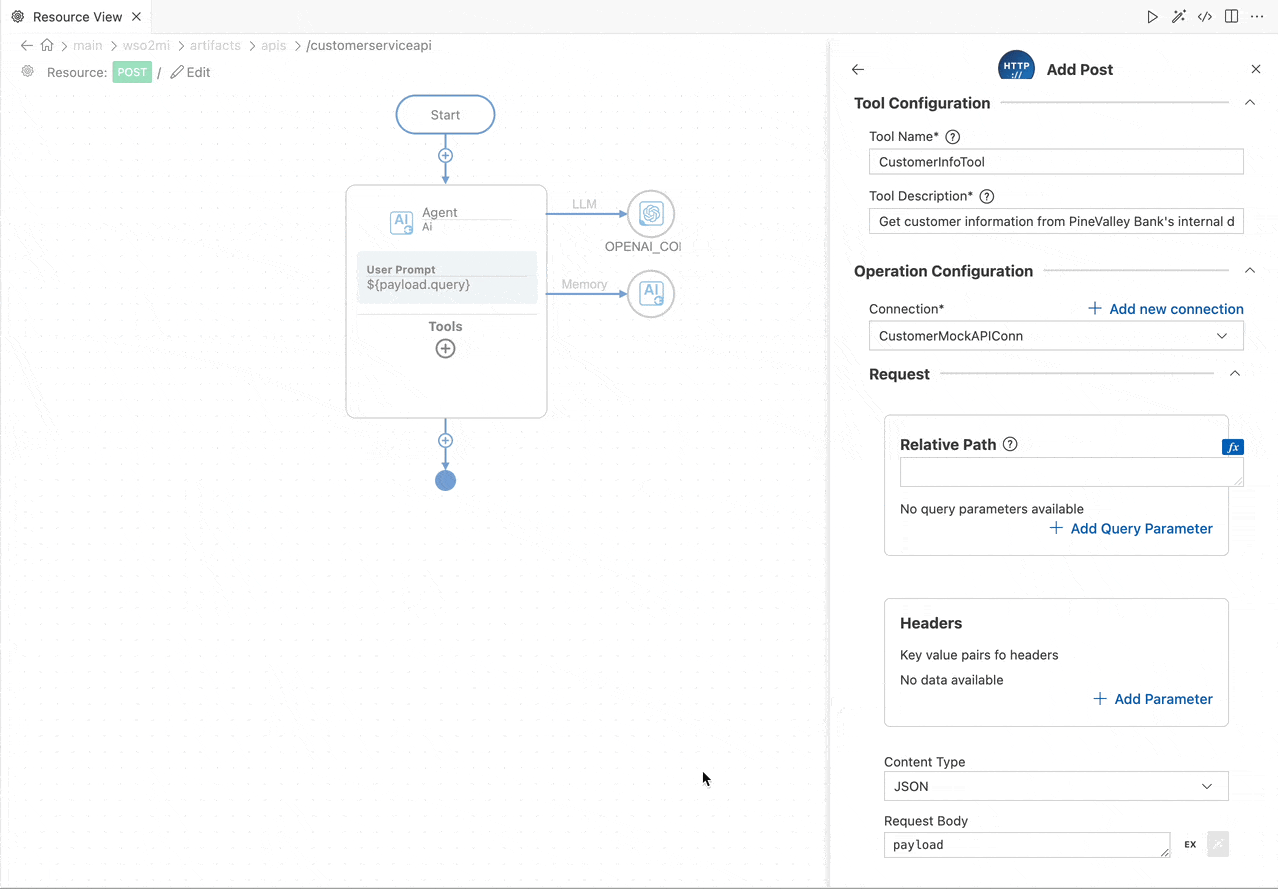 Resource View
main > wso2mi > artifacts > apis > /customerserviceapi
Resource: POST / Edit
Start
AI
Agent
Ai
User Prompt
${payload.query}
Tools
LLM
OPENAI_CO
Memory
AI
HTTP
://
Add Post
Tool Configuration
Tool Name*
CustomerInfoTool
Tool Description*
Get customer information from PineValley Bank's internal d
Operation Configuration
Connection*
Add new connection
CustomerMockAPIConn
Request
Relative Path
fx
No query parameters available
Add Query Parameter
Headers
Key value pairs fo headers
No data available
Add Parameter
Content Type
JSON
Request Body
payload
EX